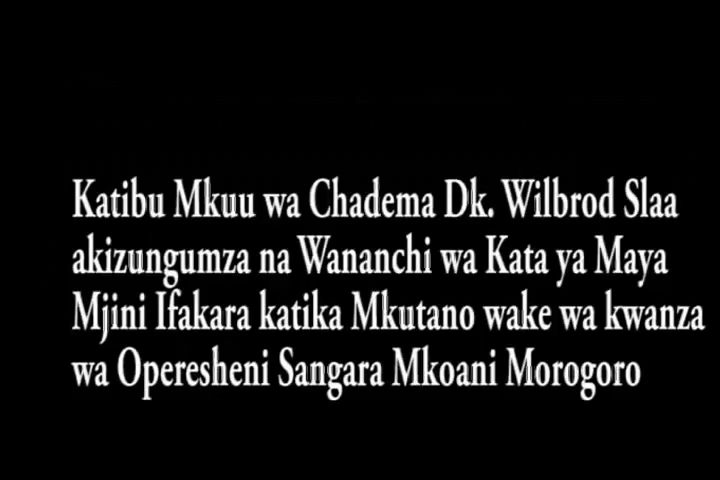 Katibu Mkuu wa Chadema Dk. Wilbrod Slaa
akizungumza na Wananchi wa Kata ya Maya
Mjini Ifakara katika Mkutano wake wa kwanza
wa Operesheni Sangara Mkoani Morogoro